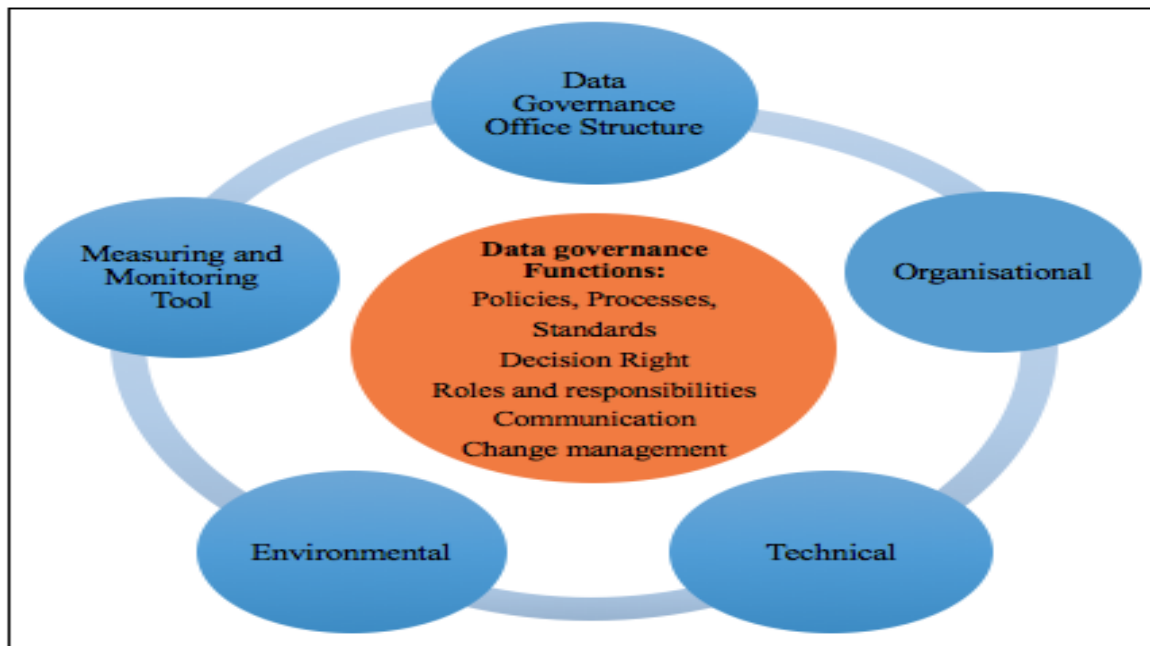 Data
Governance
Office Structure
Measuring and
Monitoring
Tool
Organisational
Data governance
Functions:
Policies, Processes,
Standards
Decision Right
Roles and responsibilities
Communication
Change management
Environmental
Technical